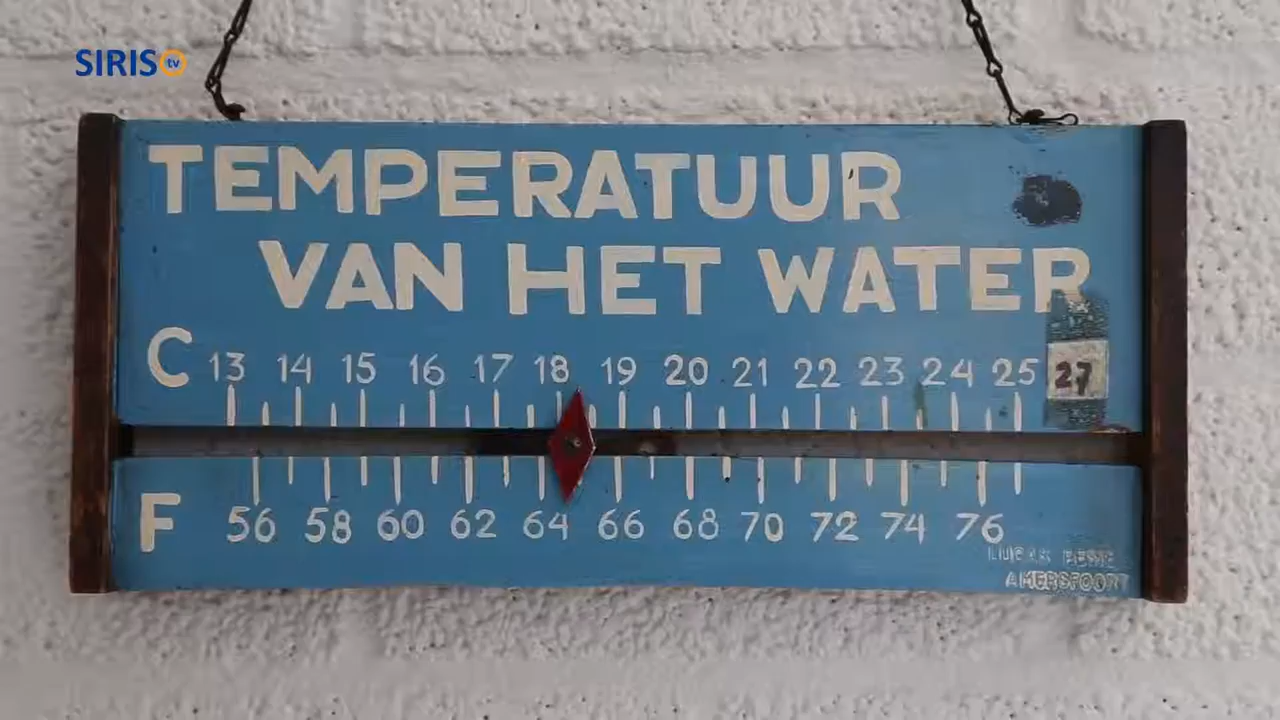 SIRIS tv
TEMPERATUUR
VAN HET WATER
C 13 14 15 16 17 18 19 20 21 22 23 24 25 27
F 56 58 60 62 64 66 68 70 72 74 76
AMERSFOORT